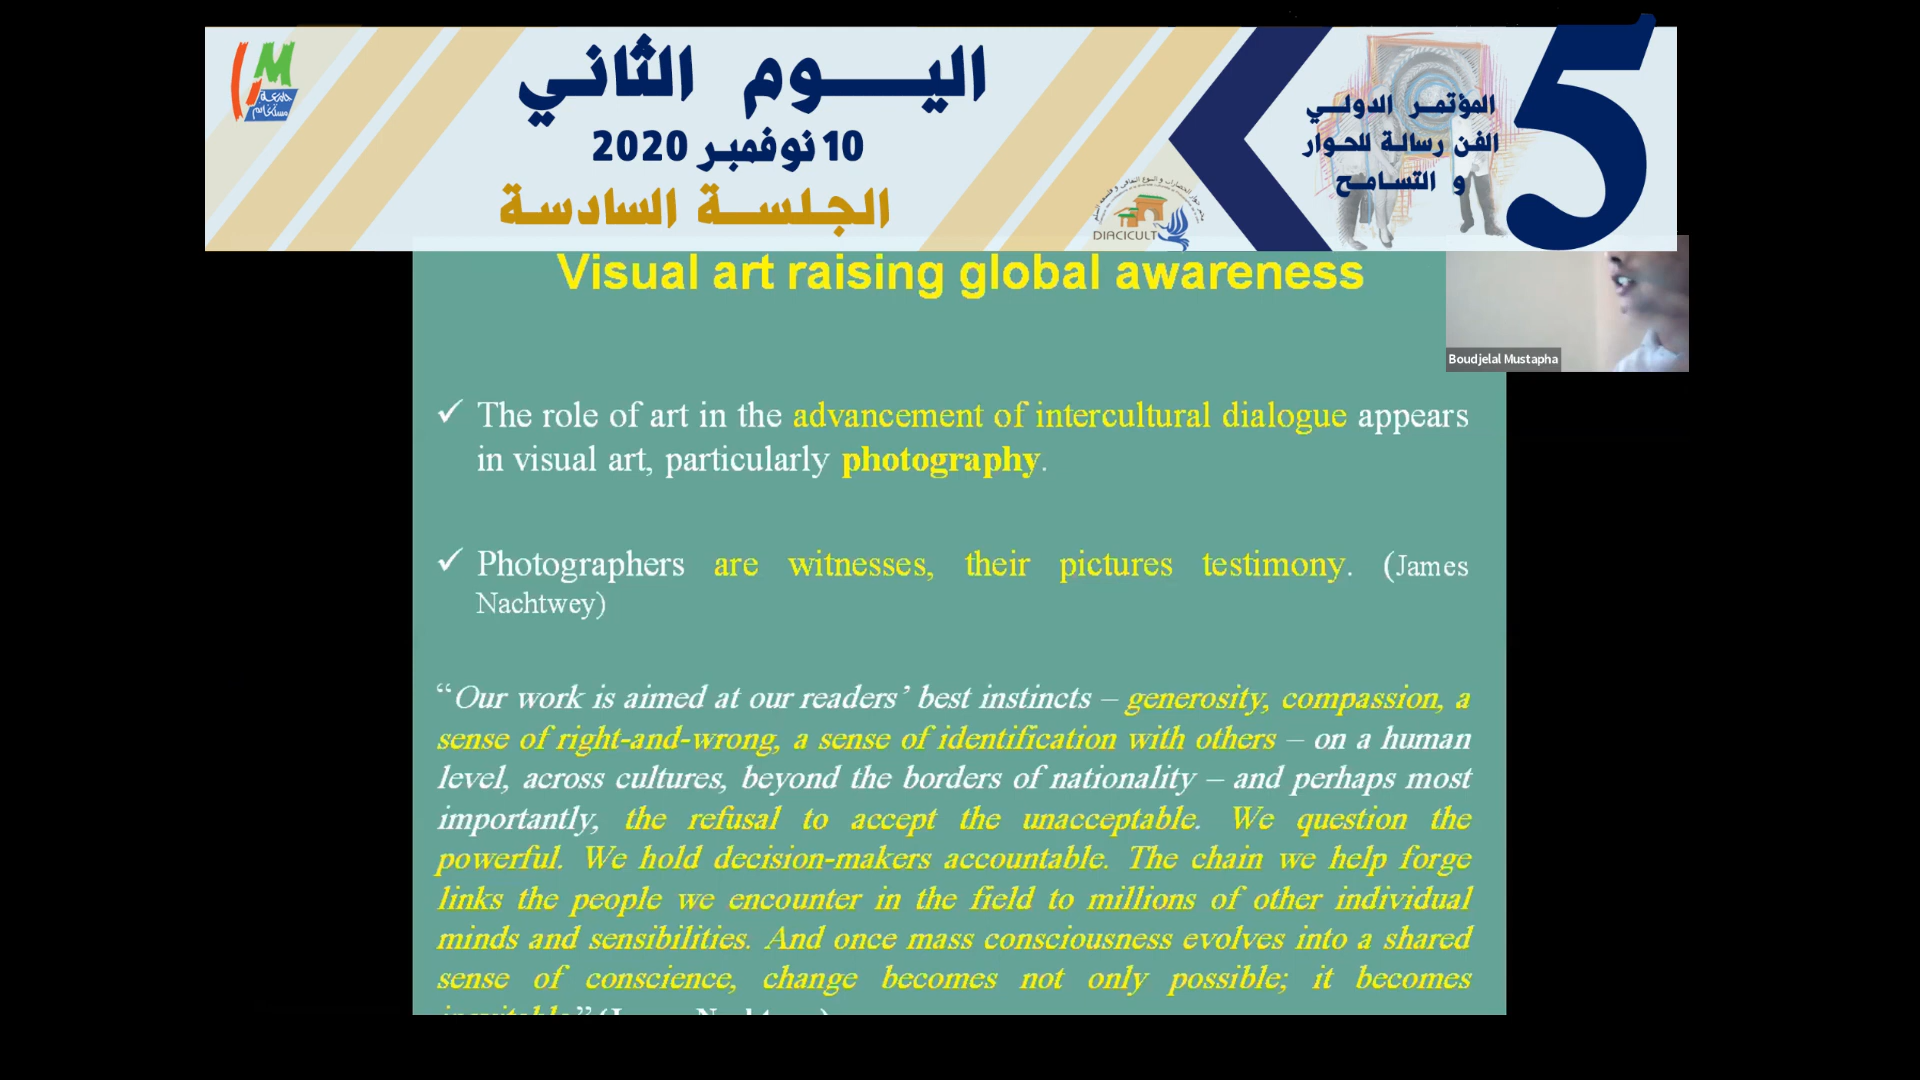 اليوم الثاني
10 نوفمبر 2020
الجلسة السادسة
جامعة
مستغانم
DIACICULT
المؤتمر الدولي
الفن رسالة للحوار
و التسامح
5
Visual art raising global awareness
Boudjelal Mustapha
✓ The role of art in the advancement of intercultural dialogue appears
in visual art, particularly photography.
✓ Photographers are witnesses, their pictures testimony. (James
Nachtwey)
“Our work is aimed at our readers’ best instincts – generosity, compassion, a
sense of right-and-wrong, a sense of identification with others – on a human
level, across cultures, beyond the borders of nationality – and perhaps most
importantly, the refusal to accept the unacceptable. We question the
powerful. We hold decision-makers accountable. The chain we help forge
links the people we encounter in the field to millions of other individual
minds and sensibilities. And once mass consciousness evolves into a shared
sense of conscience, change becomes not only possible; it becomes